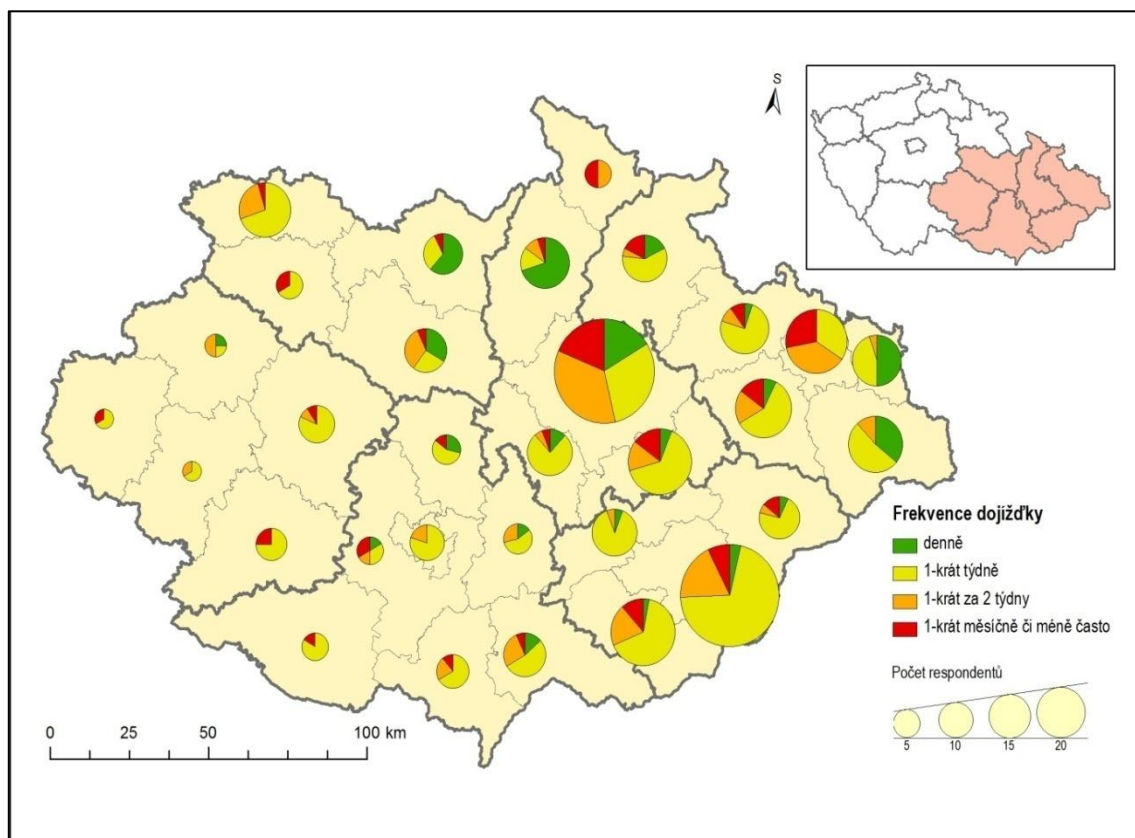 S
Frekvence dojížďky
denně
1-krát týdně
1-krát za 2 týdny
1-krát měsíčně či méně často
Počet respondentů
5 10 15 20
0 25 50 100 km